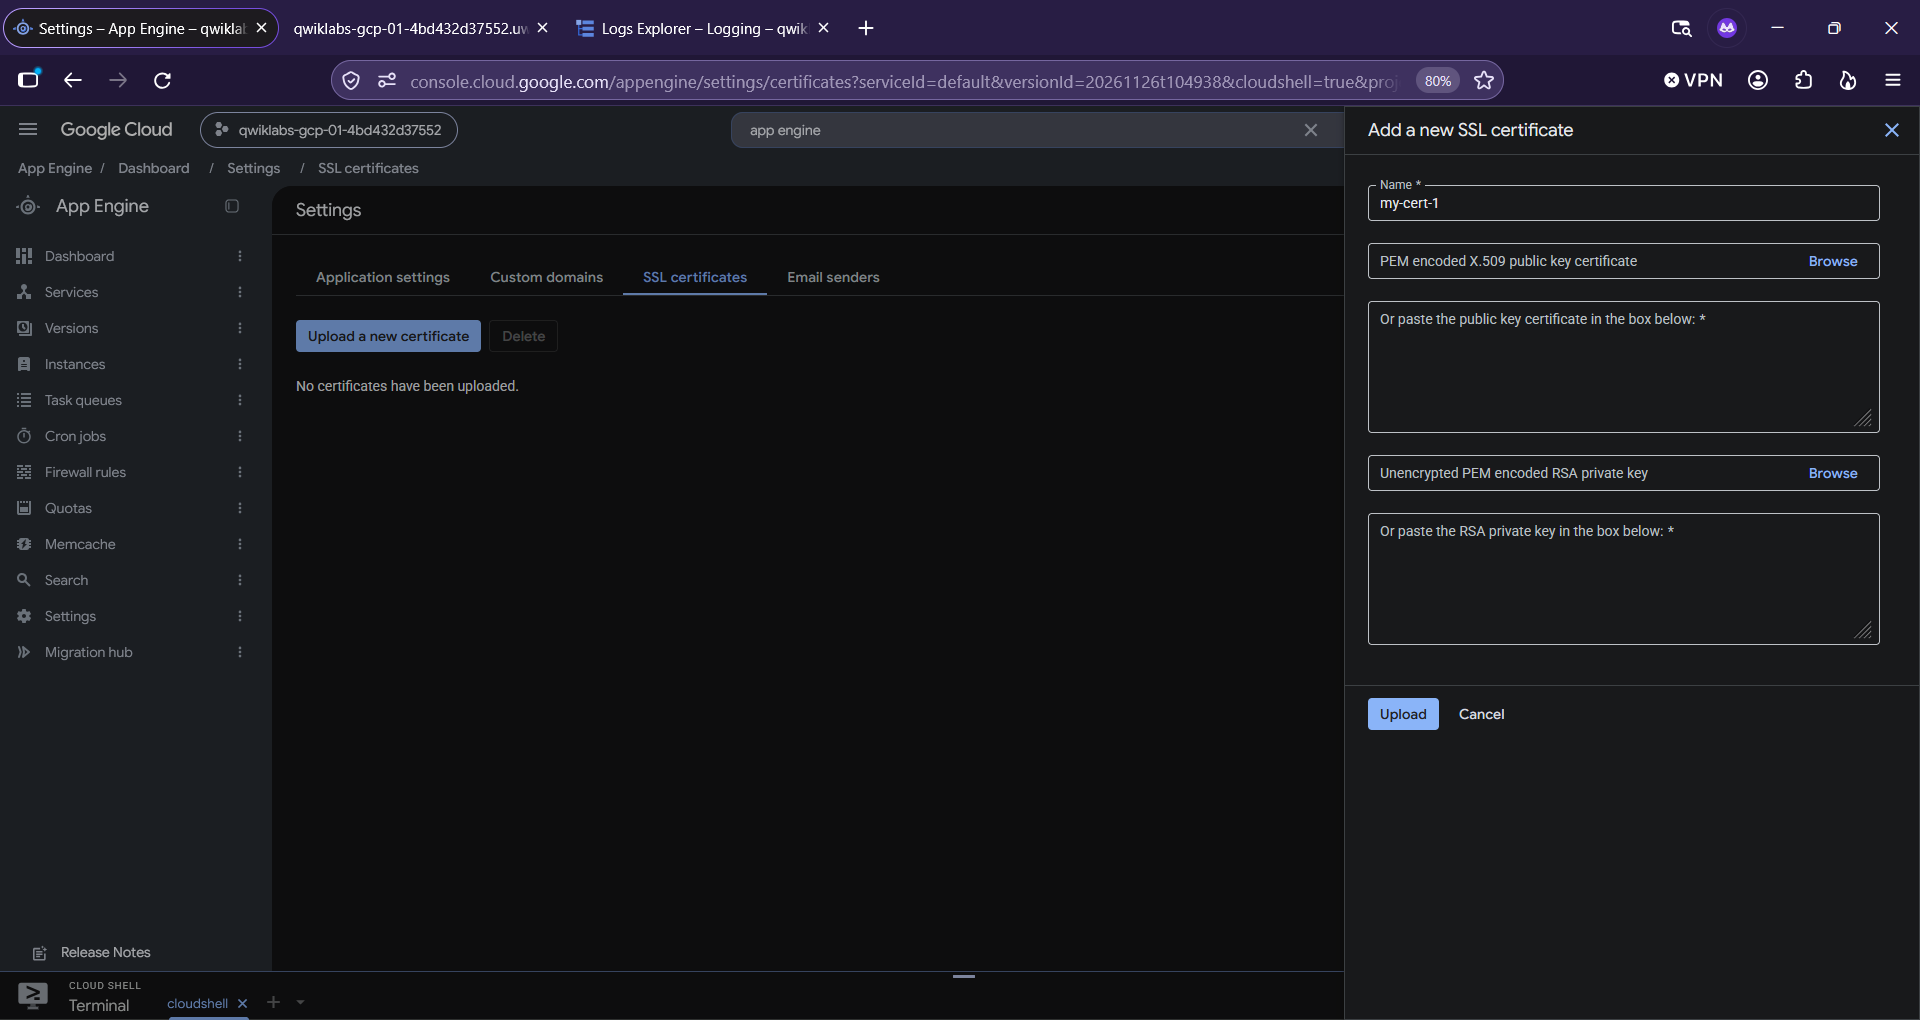 Settings – App Engine – qwikla
qwiklabs-gcp-01-4bd432d37552.uw
Logs Explorer – Logging – qwik
console.cloud.google.com/appengine/settings/certificates?serviceId=default&versionId=20261126t104938&cloudshell=true&proj
80%
VPN
Google Cloud
qwiklabs-gcp-01-4bd432d37552
app engine
App Engine / Dashboard / Settings / SSL certificates
App Engine
Dashboard
Services
Versions
Instances
Task queues
Cron jobs
Firewall rules
Quotas
Memcache
Search
Settings
Migration hub
Release Notes
Settings
Application settings
Custom domains
SSL certificates
Email senders
Upload a new certificate
Delete
No certificates have been uploaded.
Add a new SSL certificate
Name *
my-cert-1
PEM encoded X.509 public key certificate
Browse
Or paste the public key certificate in the box below: *
Unencrypted PEM encoded RSA private key
Browse
Or paste the RSA private key in the box below: *
Upload
Cancel
CLOUD SHELL
Terminal
cloudshell